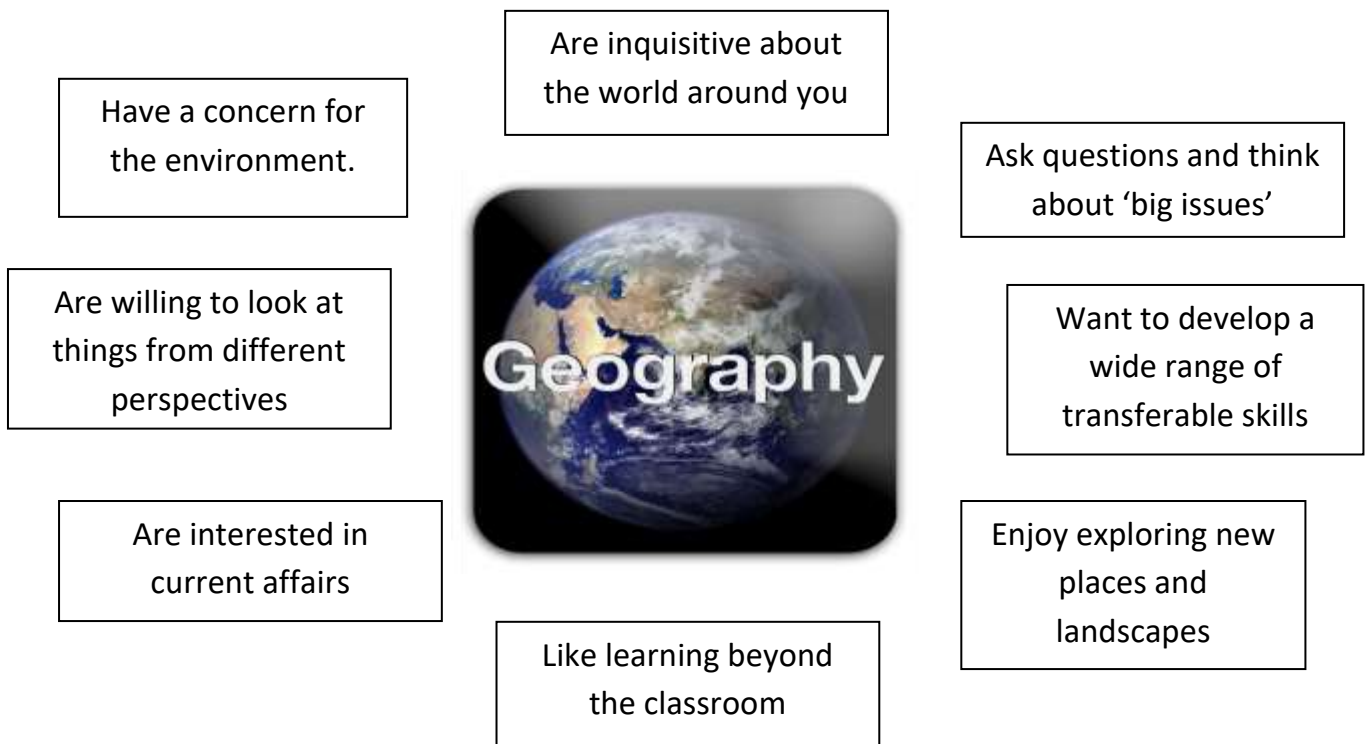 Are inquisitive about
the world around you
Have a concern for
the environment.
Ask questions and think
about ‘big issues’
Are willing to look at
things from different
perspectives
Geography
Want to develop a
wide range of
transferable skills
Are interested in
current affairs
Enjoy exploring new
places and
landscapes
Like learning beyond
the classroom